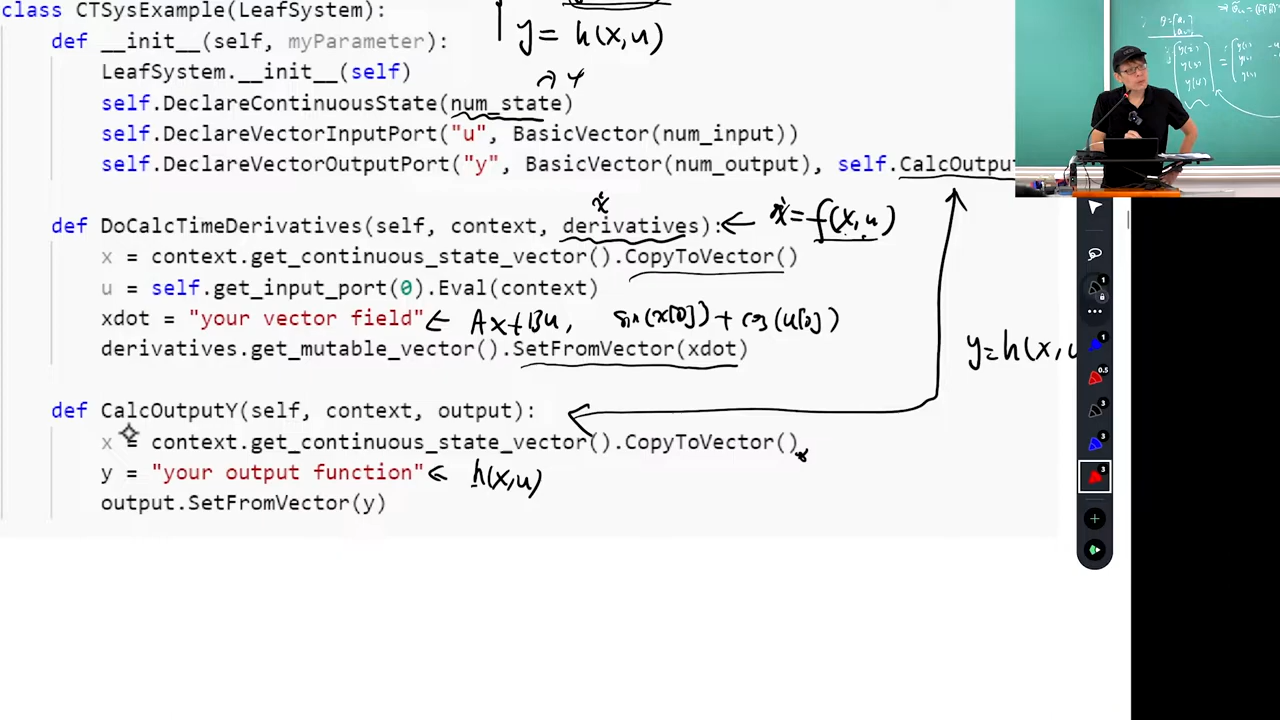 class CTSysExample(LeafSystem):
y = h(x,u)
def __init__(self, myParameter):
LeafSystem.__init__(self)
self.DeclareContinuousState(num_state)
self.DeclareVectorInputPort("u", BasicVector(num_input))
self.DeclareVectorOutputPort("y", BasicVector(num_output), self.CalcOutpu
def DoCalcTimeDerivatives(self, context, derivatives): ← ẋ = f(x,u)
x = context.get_continuous_state_vector().CopyToVector()
u = self.get_input_port(0).Eval(context)
xdot = "your vector field" ← Ax+Bu, sin(x[0]) + cos(u[0])
derivatives.get_mutable_vector().SetFromVector(xdot)
y = h(x,u
def CalcOutputY(self, context, output):
x = context.get_continuous_state_vector().CopyToVector()
y = "your output function" ← h(x,u)
output.SetFromVector(y)